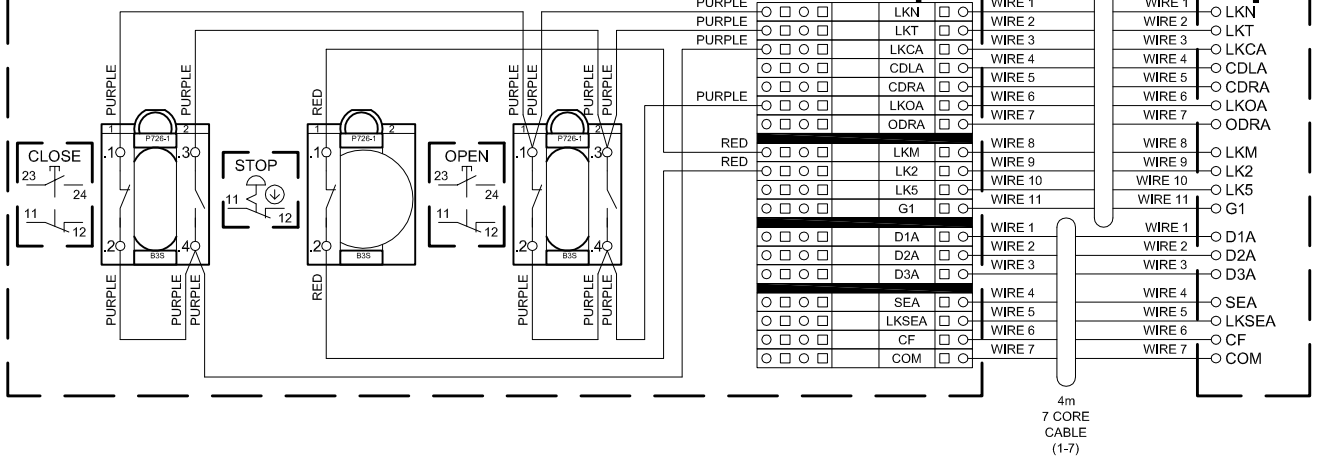 PURPLE
PURPLE
PURPLE
PURPLE
RED
RED
LKN
LKT
LKCA
CDLA
CDRA
LKOA
ODRA
LKM
LK2
LK5
G1
D1A
D2A
D3A
SEA
LKSEA
CF
COM
WIRE 1
WIRE 2
WIRE 3
WIRE 4
WIRE 5
WIRE 6
WIRE 7
WIRE 8
WIRE 9
WIRE 10
WIRE 11
WIRE 1
WIRE 2
WIRE 3
WIRE 4
WIRE 5
WIRE 6
WIRE 7
WIRE 1
WIRE 2
WIRE 3
WIRE 4
WIRE 5
WIRE 6
WIRE 7
WIRE 8
WIRE 9
WIRE 10
WIRE 11
WIRE 1
WIRE 2
WIRE 3
WIRE 4
WIRE 5
WIRE 6
WIRE 7
LKN
LKT
LKCA
CDLA
CDRA
LKOA
ODRA
LKM
LK2
LK5
G1
D1A
D2A
D3A
SEA
LKSEA
CF
COM
PURPLE
PURPLE
RED
PURPLE
PURPLE
PURPLE
PURPLE
CLOSE
23
24
11
12
1
2
P726-1
.1
.3
.2
.4
B3S
STOP
11
12
1
2
P726-1
.1
.2
B3S
OPEN
23
24
11
12
1
2
P726-1
.1
.3
.2
.4
B3S
PURPLE
PURPLE
PURPLE
RED
PURPLE
PURPLE
PURPLE
4m
7 CORE
CABLE
(1-7)